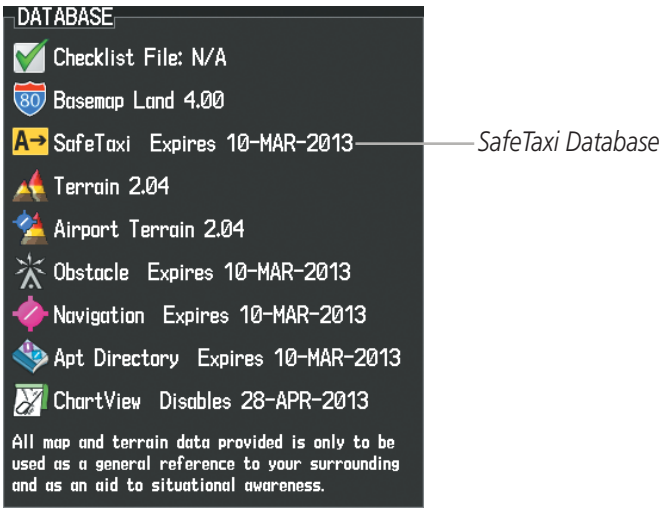 DATABASE
Checklist File: N/A
80 Basemap Land 4.00
A→ SafeTaxi Expires 10-MAR-2013 SafeTaxi Database
Terrain 2.04
Airport Terrain 2.04
Obstacle Expires 10-MAR-2013
Navigation Expires 10-MAR-2013
Apt Directory Expires 10-MAR-2013
ChartView Disables 28-APR-2013
All map and terrain data provided is only to be
used as a general reference to your surrounding
and as an aid to situational awareness.